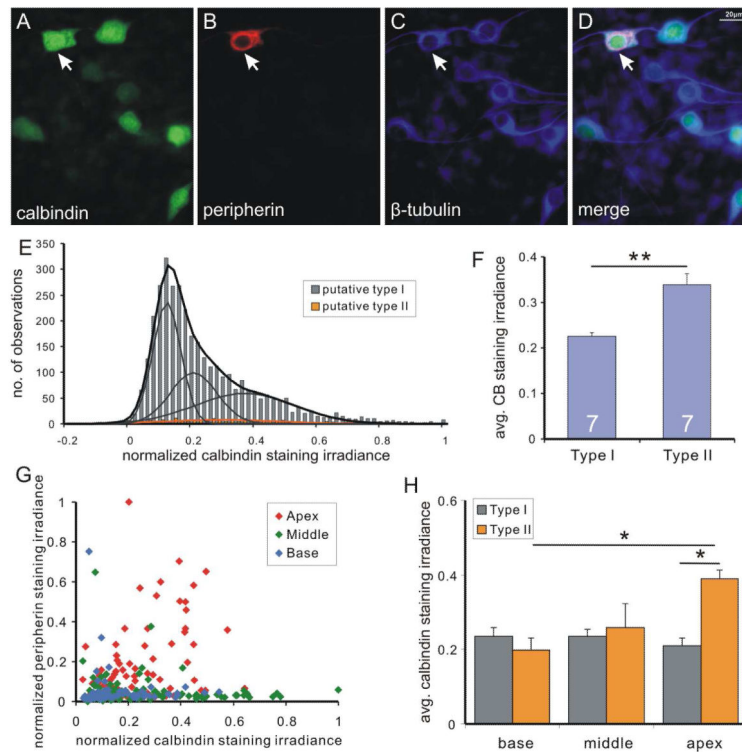 A B C D 20µm
calbindin peripherin β-tubulin merge
E
no. of observations
350
300
250
200
150
100
50
0
putative type I
putative type II
-0.2 0 0.2 0.4 0.6 0.8 1
normalized calbindin staining irradiance
F
avg. CB staining irradiance
0.4
0.3
0.2
0.1
0
**
7 7
Type I Type II
G
normalized peripherin staining irradiance
1
0.8
0.6
0.4
0.2
0
Apex
Middle
Base
0 0.2 0.4 0.6 0.8 1
normalized calbindin staining irradiance
H
avg. calbindin staining irradiance
0.6
0.4
0.2
0
Type I
Type II
*
*
base middle apex